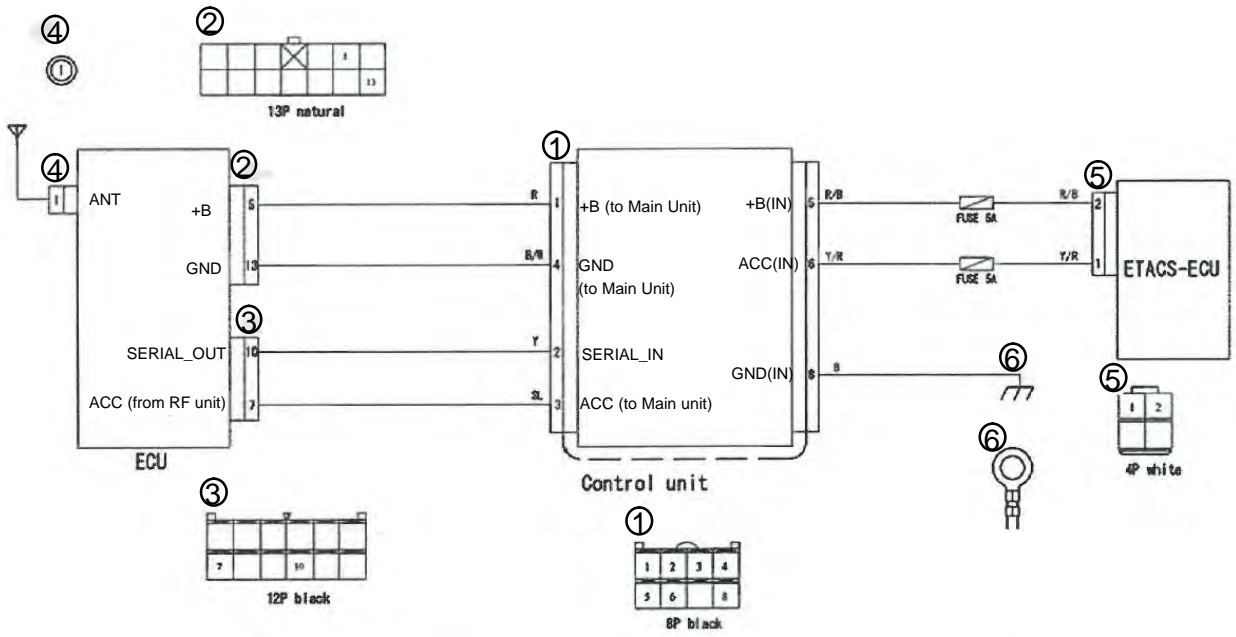 ④
②
1
3
13
13P natural
④
②
①
⑤
1
ANT
+B
5
R
1
+B (to Main Unit)
+B(IN)
5
R/B
FUSE 5A
R/B
2
GND
13
B/W
4
GND
(to Main Unit)
ACC(IN)
6
Y/R
FUSE 5A
Y/R
1
ETACS-ECU
③
SERIAL_OUT
10
Y
2
SERIAL_IN
GND(IN)
8
B
⑥
⑤
ACC (from RF unit)
7
SL
3
ACC (to Main unit)
1 2
4P white
ECU
Control unit
⑥
③
7 10
12P black
①
1 2 3 4
5 6 8
8P black